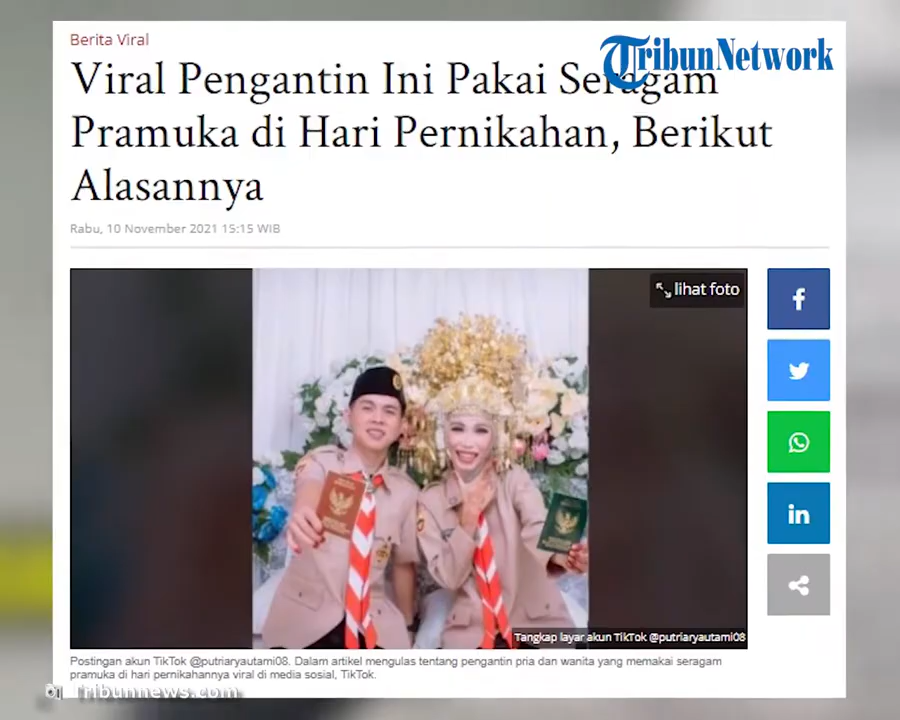 Berita Viral
TribunNetwork
Viral Pengantin Ini Pakai Seragam
Pramuka di Hari Pernikahan, Berikut
Alasannya
Rabu, 10 November 2021 15:15 WIB
lihat foto
Tangkap layar akun TikTok @putriaryautami08
Postingan akun TikTok @putriaryautami08. Dalam artikel mengulas tentang pengantin pria dan wanita yang memakai seragam
pramuka di hari pernikahannya viral di media sosial, TikTok.
Tribunnews.com